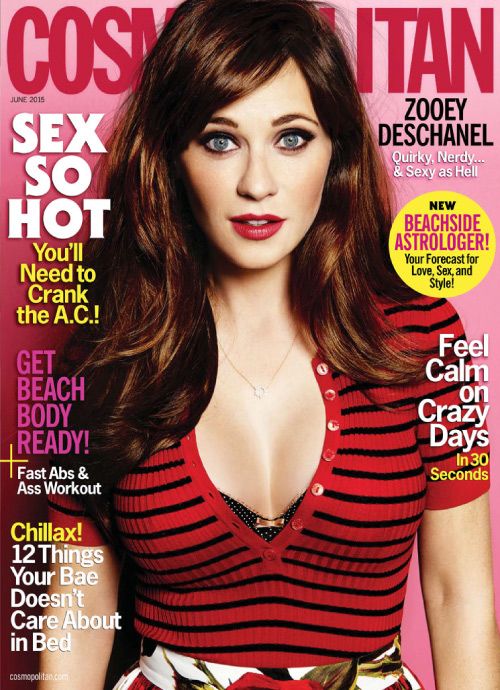 COSMOPOLITAN
JUNE 2015
ZOOEY
DESCHANEL
Quirky, Nerdy...
& Sexy as Hell
SEX
SO
HOT
You'll
Need to
Crank
the A.C.!
NEW
BEACHSIDE
ASTROLOGER!
Your Forecast for
Love, Sex, and
Style!
GET
BEACH
BODY
READY!
+
Fast Abs &
Ass Workout
Feel
Calm
on
Crazy
Days
In 30
Seconds
Chillax!
12 Things
Your Bae
Doesn't
Care About
in Bed
cosmopolitan.com